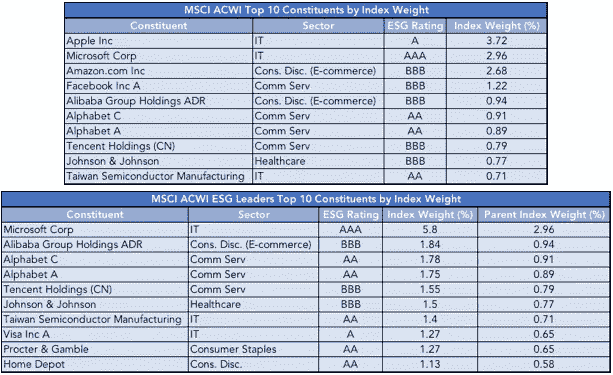 MSCI ACWI Top 10 Constituents by Index Weight
Constituent Sector ESG Rating Index Weight (%)
Apple Inc IT A 3.72
Microsoft Corp IT AAA 2.96
Amazon.com Inc Cons. Disc. (E-commerce) BBB 2.68
Facebook Inc A Comm Serv BBB 1.22
Alibaba Group Holdings ADR Cons. Disc. (E-commerce) BBB 0.94
Alphabet C Comm Serv AA 0.91
Alphabet A Comm Serv AA 0.89
Tencent Holdings (CN) Comm Serv BBB 0.79
Johnson & Johnson Healthcare BBB 0.77
Taiwan Semiconductor Manufacturing IT AA 0.71
MSCI ACWI ESG Leaders Top 10 Constituents by Index Weight
Constituent Sector ESG Rating Index Weight (%) Parent Index Weight (%)
Microsoft Corp IT AAA 5.8 2.96
Alibaba Group Holdings ADR Cons. Disc. (E-commerce) BBB 1.84 0.94
Alphabet C Comm Serv AA 1.78 0.91
Alphabet A Comm Serv AA 1.75 0.89
Tencent Holdings (CN) Comm Serv BBB 1.55 0.79
Johnson & Johnson Healthcare BBB 1.5 0.77
Taiwan Semiconductor Manufacturing IT AA 1.4 0.71
Visa Inc A IT A 1.27 0.65
Procter & Gamble Consumer Staples AA 1.27 0.65
Home Depot Cons. Disc. AA 1.13 0.58